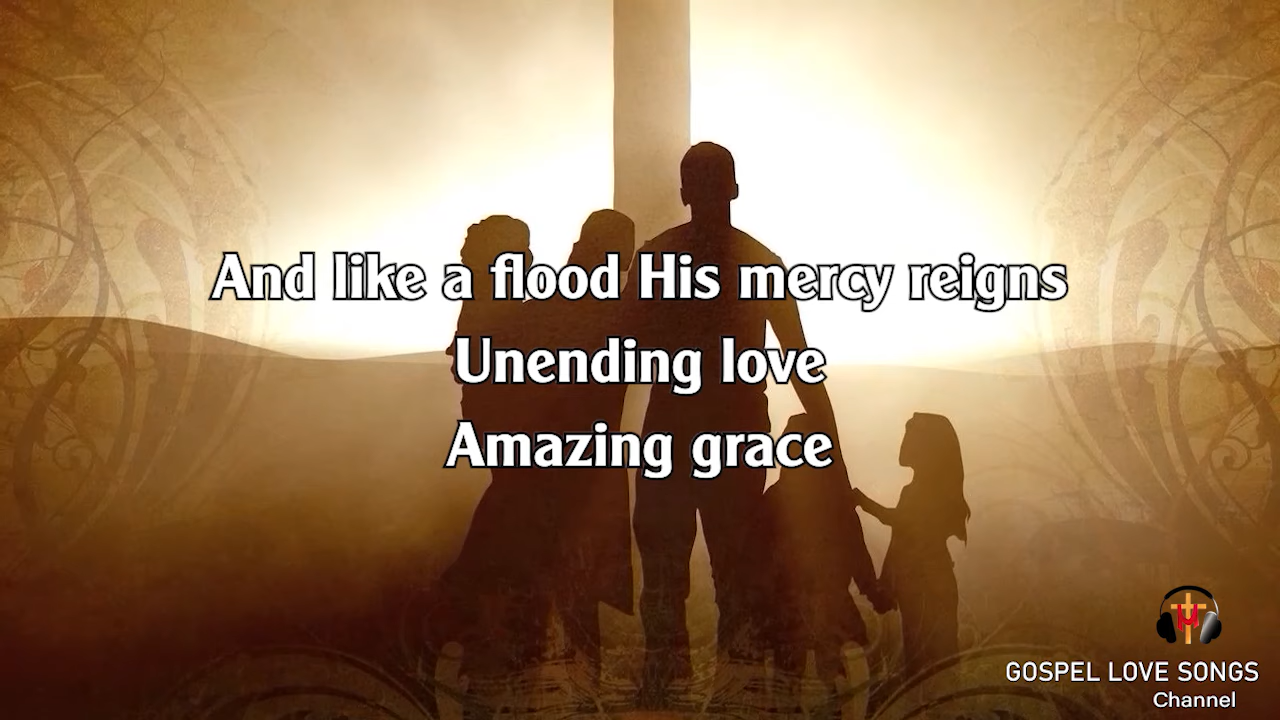 And like a flood His mercy reigns
Unending love
Amazing grace
GOSPEL LOVE SONGS
Channel